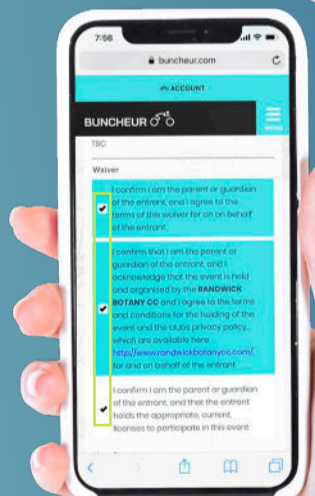 7:56
buncheur.com
ACCOUNT
BUNCHEUR
MENU
TBC
Waiver
I confirm I am the parent or guardian
of the entrant, and I agree to the
terms of this waiver for an on behalf
of the entrant
I confirm that I am the parent or
guardian of the entrant, and I
acknowledge that the event is held
and organised by the RANDWICK
BOTANY CC and I agree to the terms
and conditions for the holding of the
event and the clubs privacy policy,
which are available here
http://www.randwickbotanycc.com/,
for and on behalf of the entrant
I confirm I am the parent or guardian
of the entrant, and that the entrant
holds the appropriate, current,
licenses to participate in this event